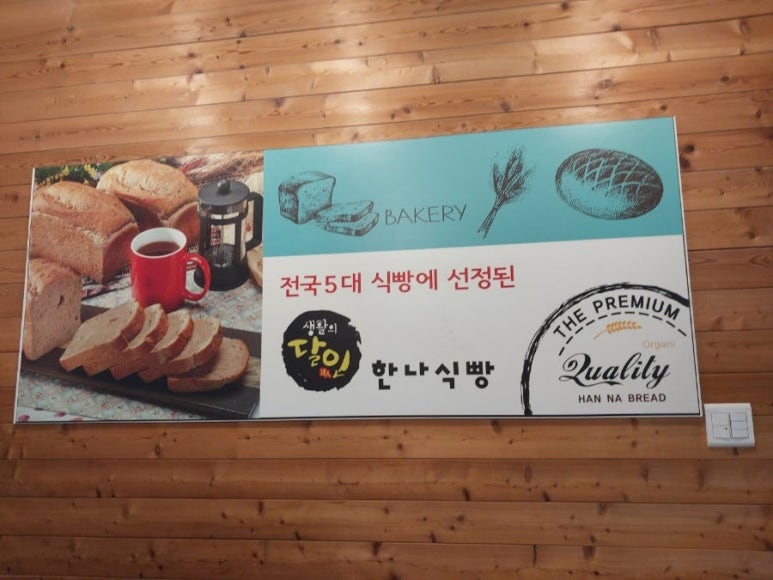 BAKERY
전국5대 식빵에 선정된
생활의
달인
한나식빵
THE PREMIUM
Organi
Quality
HAN NA BREAD